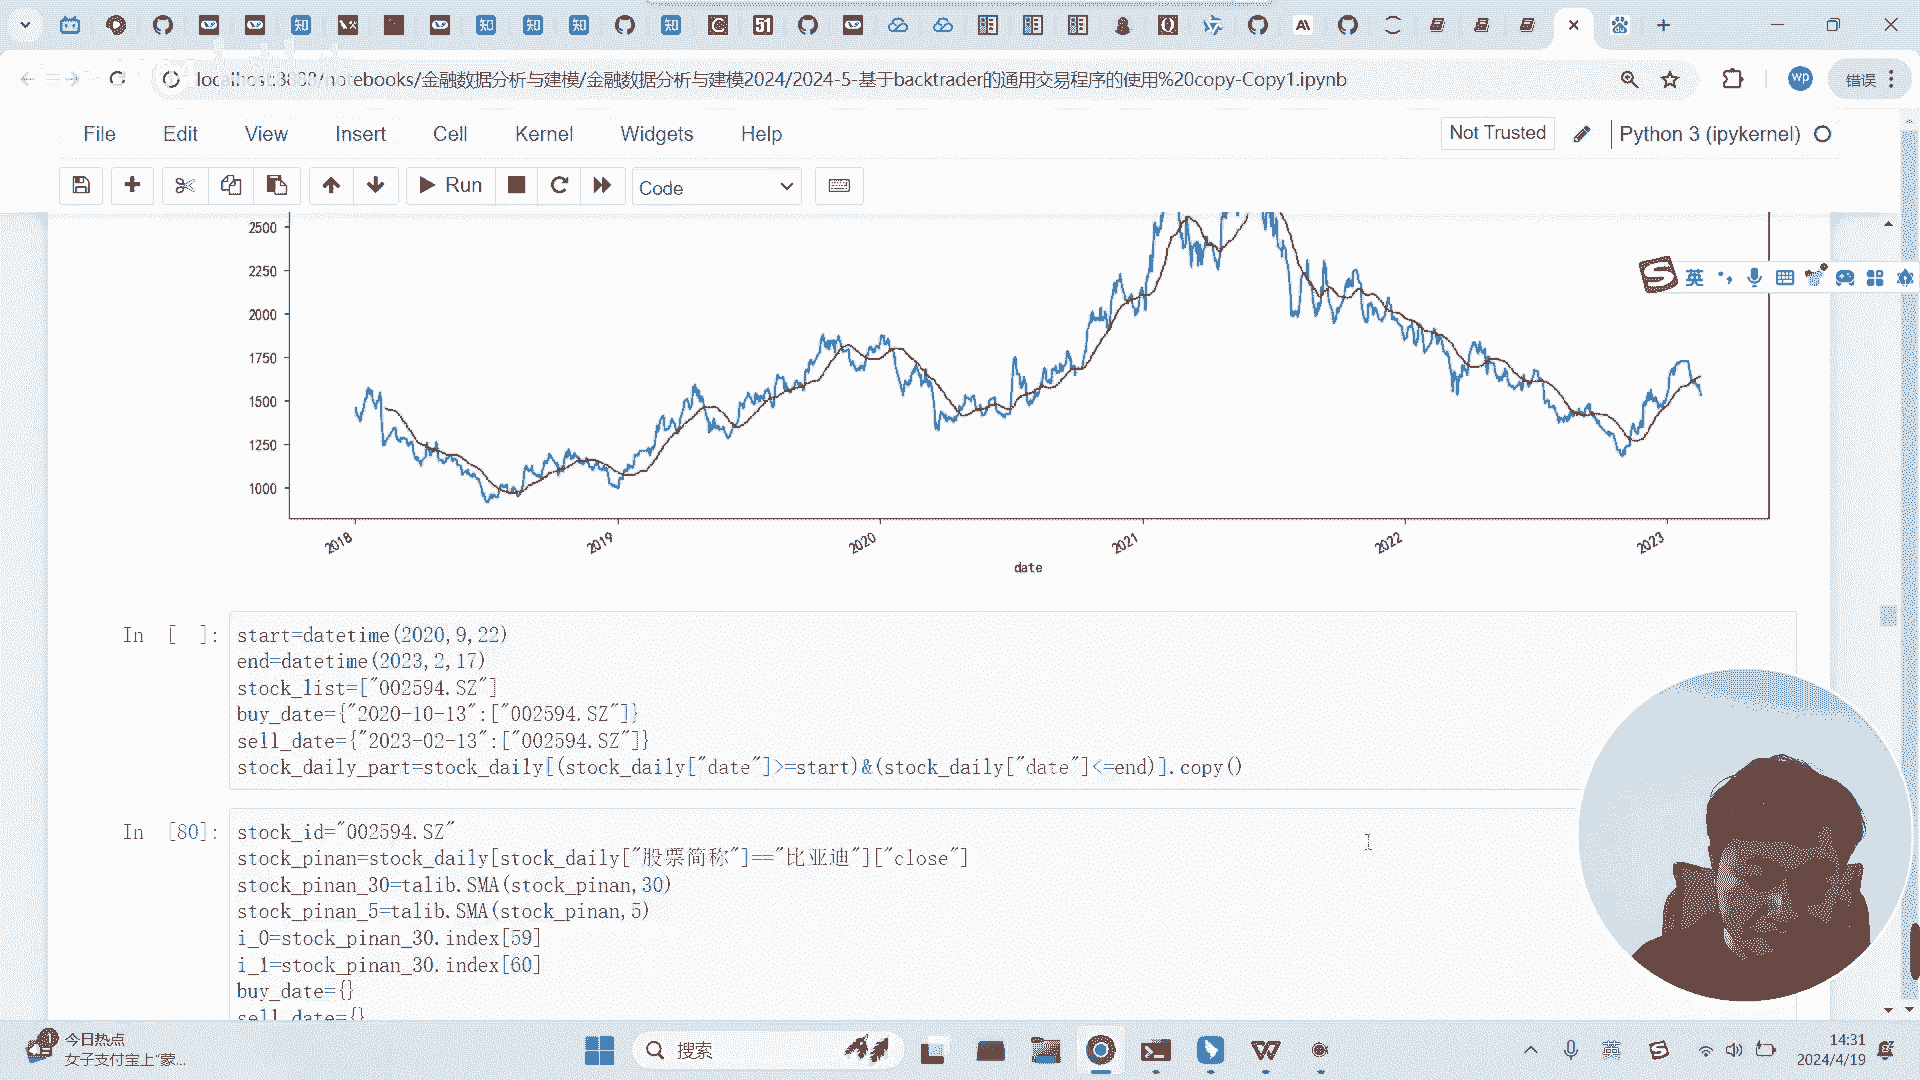 localhost:8888/notebooks/金融数据分析与建模/金融数据分析与建模2024/2024-5-基于backtrader的通用交易程序的使用%20copy-Copy1.ipynb
wp
错误
File Edit View Insert Cell Kernel Widgets Help
Not Trusted
Python 3 (ipykernel)
Run
Code
英
2500
2250
2000
1750
1500
1250
1000
2018 2019 2020 2021 2022 2023
date
In [ ]:
start=datetime(2020,9,22)
end=datetime(2023,2,17)
stock_list=["002594.SZ"]
buy_date={"2020-10-13":["002594.SZ"]}
sell_date={"2023-02-13":["002594.SZ"]}
stock_daily_part=stock_daily[(stock_daily["date"]>=start)&(stock_daily["date"]<=end)].copy()
In [80]:
stock_id="002594.SZ"
stock_pinan=stock_daily[stock_daily["股票简称"]=="比亚迪"]["close"]
stock_pinan_30=talib.SMA(stock_pinan,30)
stock_pinan_5=talib.SMA(stock_pinan,5)
i_0=stock_pinan_30.index[59]
i_1=stock_pinan_30.index[60]
buy_date={}
sell_date={}
今日热点
女子支付宝上"蒙...
搜索
英
14:31
2024/4/19